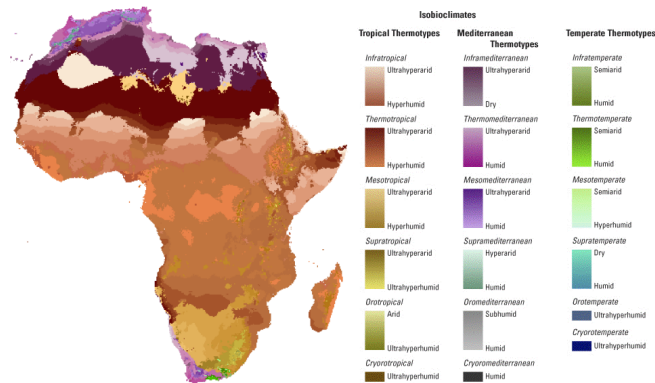 Isobioclimates
Tropical Thermotypes
Mediterranean
Thermotypes
Temperate Thermotypes
Infratropical
Ultrahyperarid
Hyperhumid
Inframediterranean
Ultrahyperarid
Dry
Infratemperate
Semiarid
Humid
Thermotropical
Ultrahyperarid
Hyperhumid
Thermomediterranean
Ultrahyperarid
Humid
Thermotemperate
Semiarid
Humid
Mesotropical
Ultrahyperarid
Hyperhumid
Mesomediterranean
Ultrahyperarid
Humid
Mesotemperate
Semiarid
Hyperhumid
Supratropical
Ultrahyperarid
Ultrahyperhumid
Supramediterranean
Hyperarid
Humid
Supratemperate
Dry
Humid
Orotropical
Arid
Ultrahyperhumid
Oromediterranean
Subhumid
Humid
Orotemperate
Ultrahyperhumid
Cryorotemperate
Ultrahyperhumid
Cryorotropical
Ultrahyperhumid
Cryoromediterranean
Humid